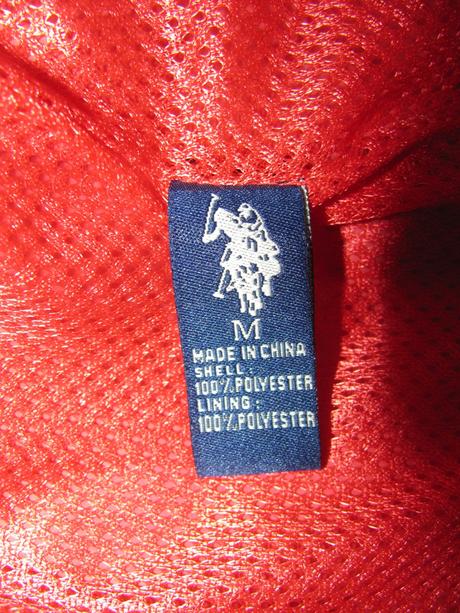 M
MADE IN CHINA
SHELL:
100%POLYESTER
LINING:
100%POLYESTER